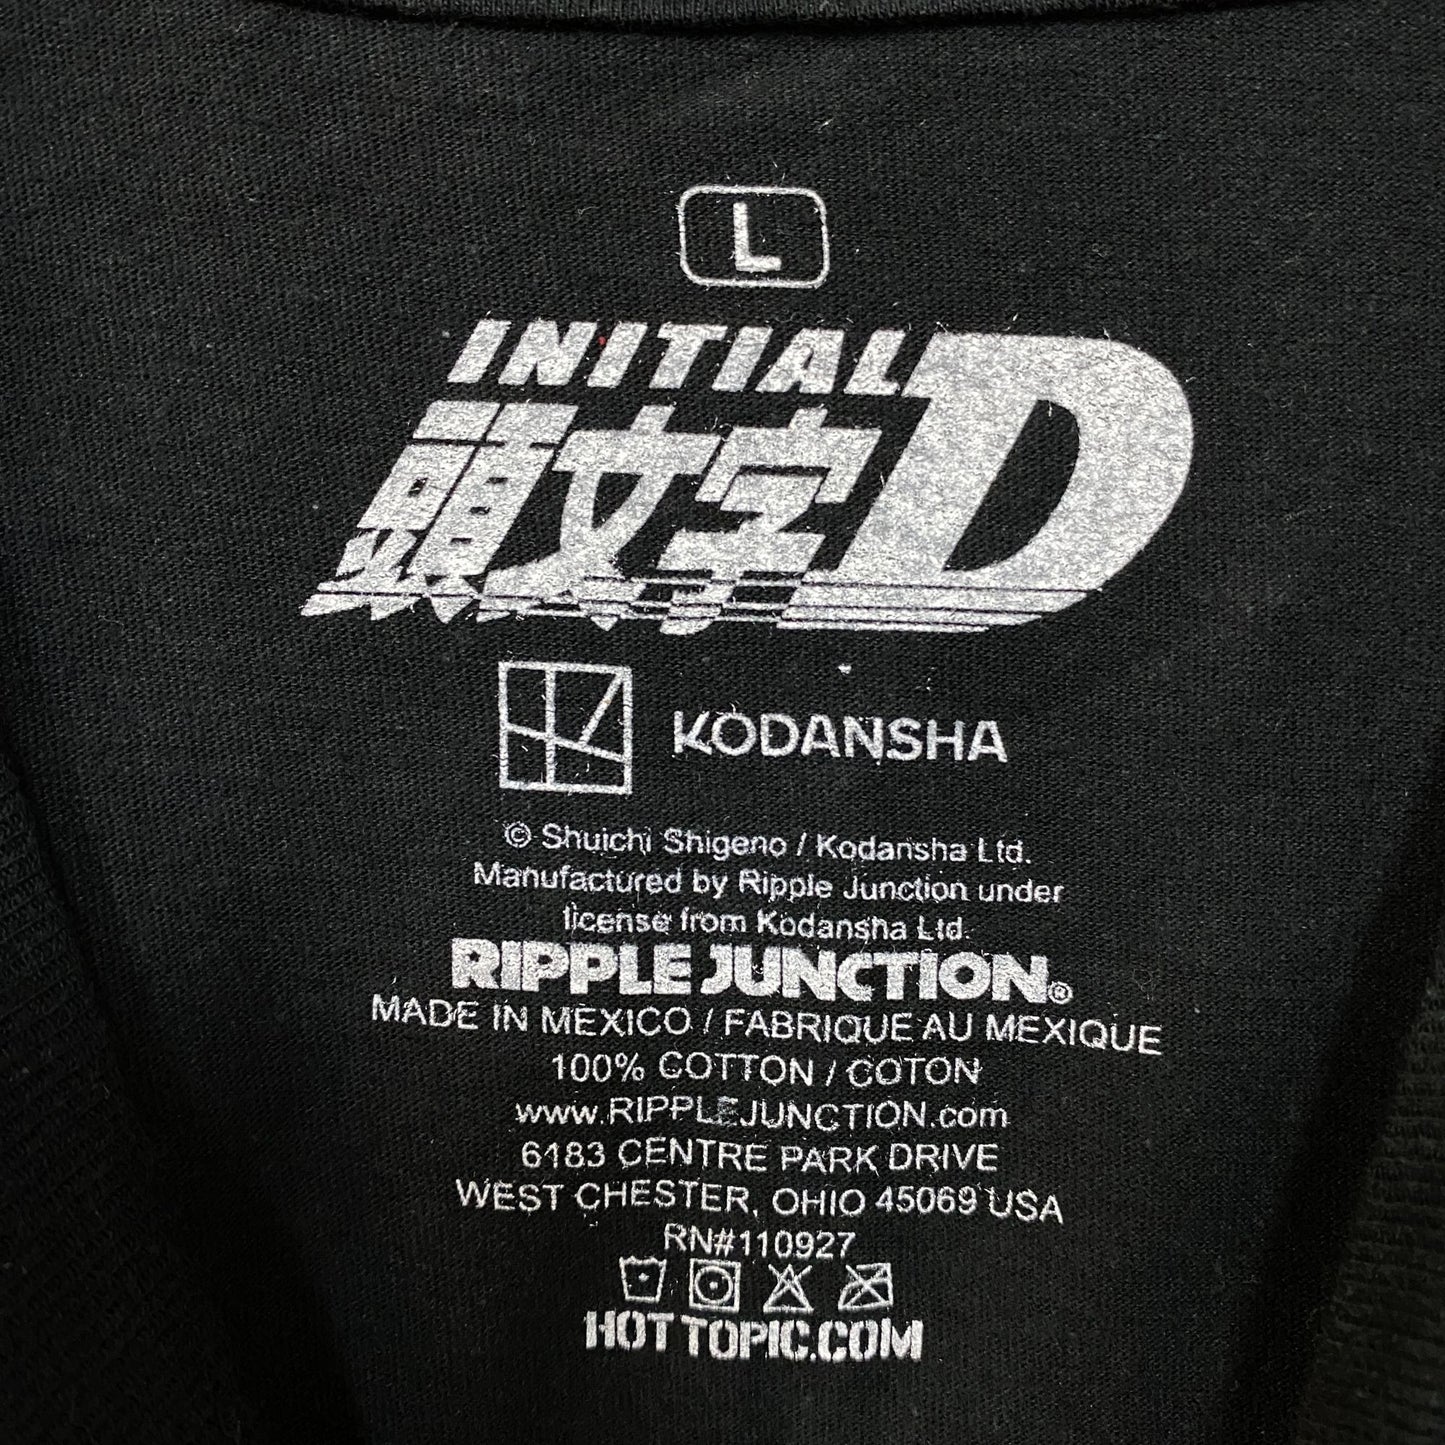 L
INITIAL D
頭文字
KODANSHA
© Shuichi Shigeno / Kodansha Ltd.
Manufactured by Ripple Junction under
license from Kodansha Ltd.
RIPPLE JUNCTION®
MADE IN MEXICO / FABRIQUE AU MEXIQUE
100% COTTON / COTON
www.RIPPLEJUNCTION.com
6183 CENTRE PARK DRIVE
WEST CHESTER, OHIO 45069 USA
RN#110927
HOT TOPIC.COM